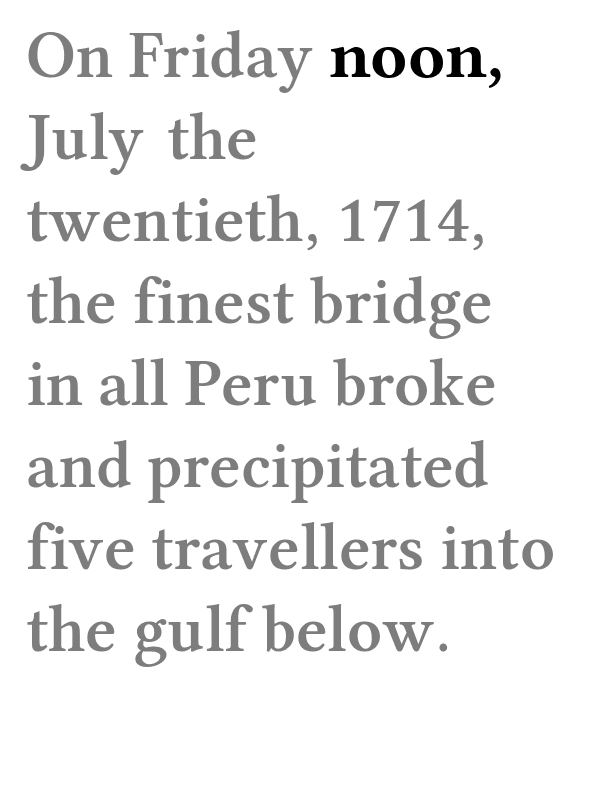 On Friday noon,
July the
twentieth, 1714,
the finest bridge
in all Peru broke
and precipitated
five travellers into
the gulf below.